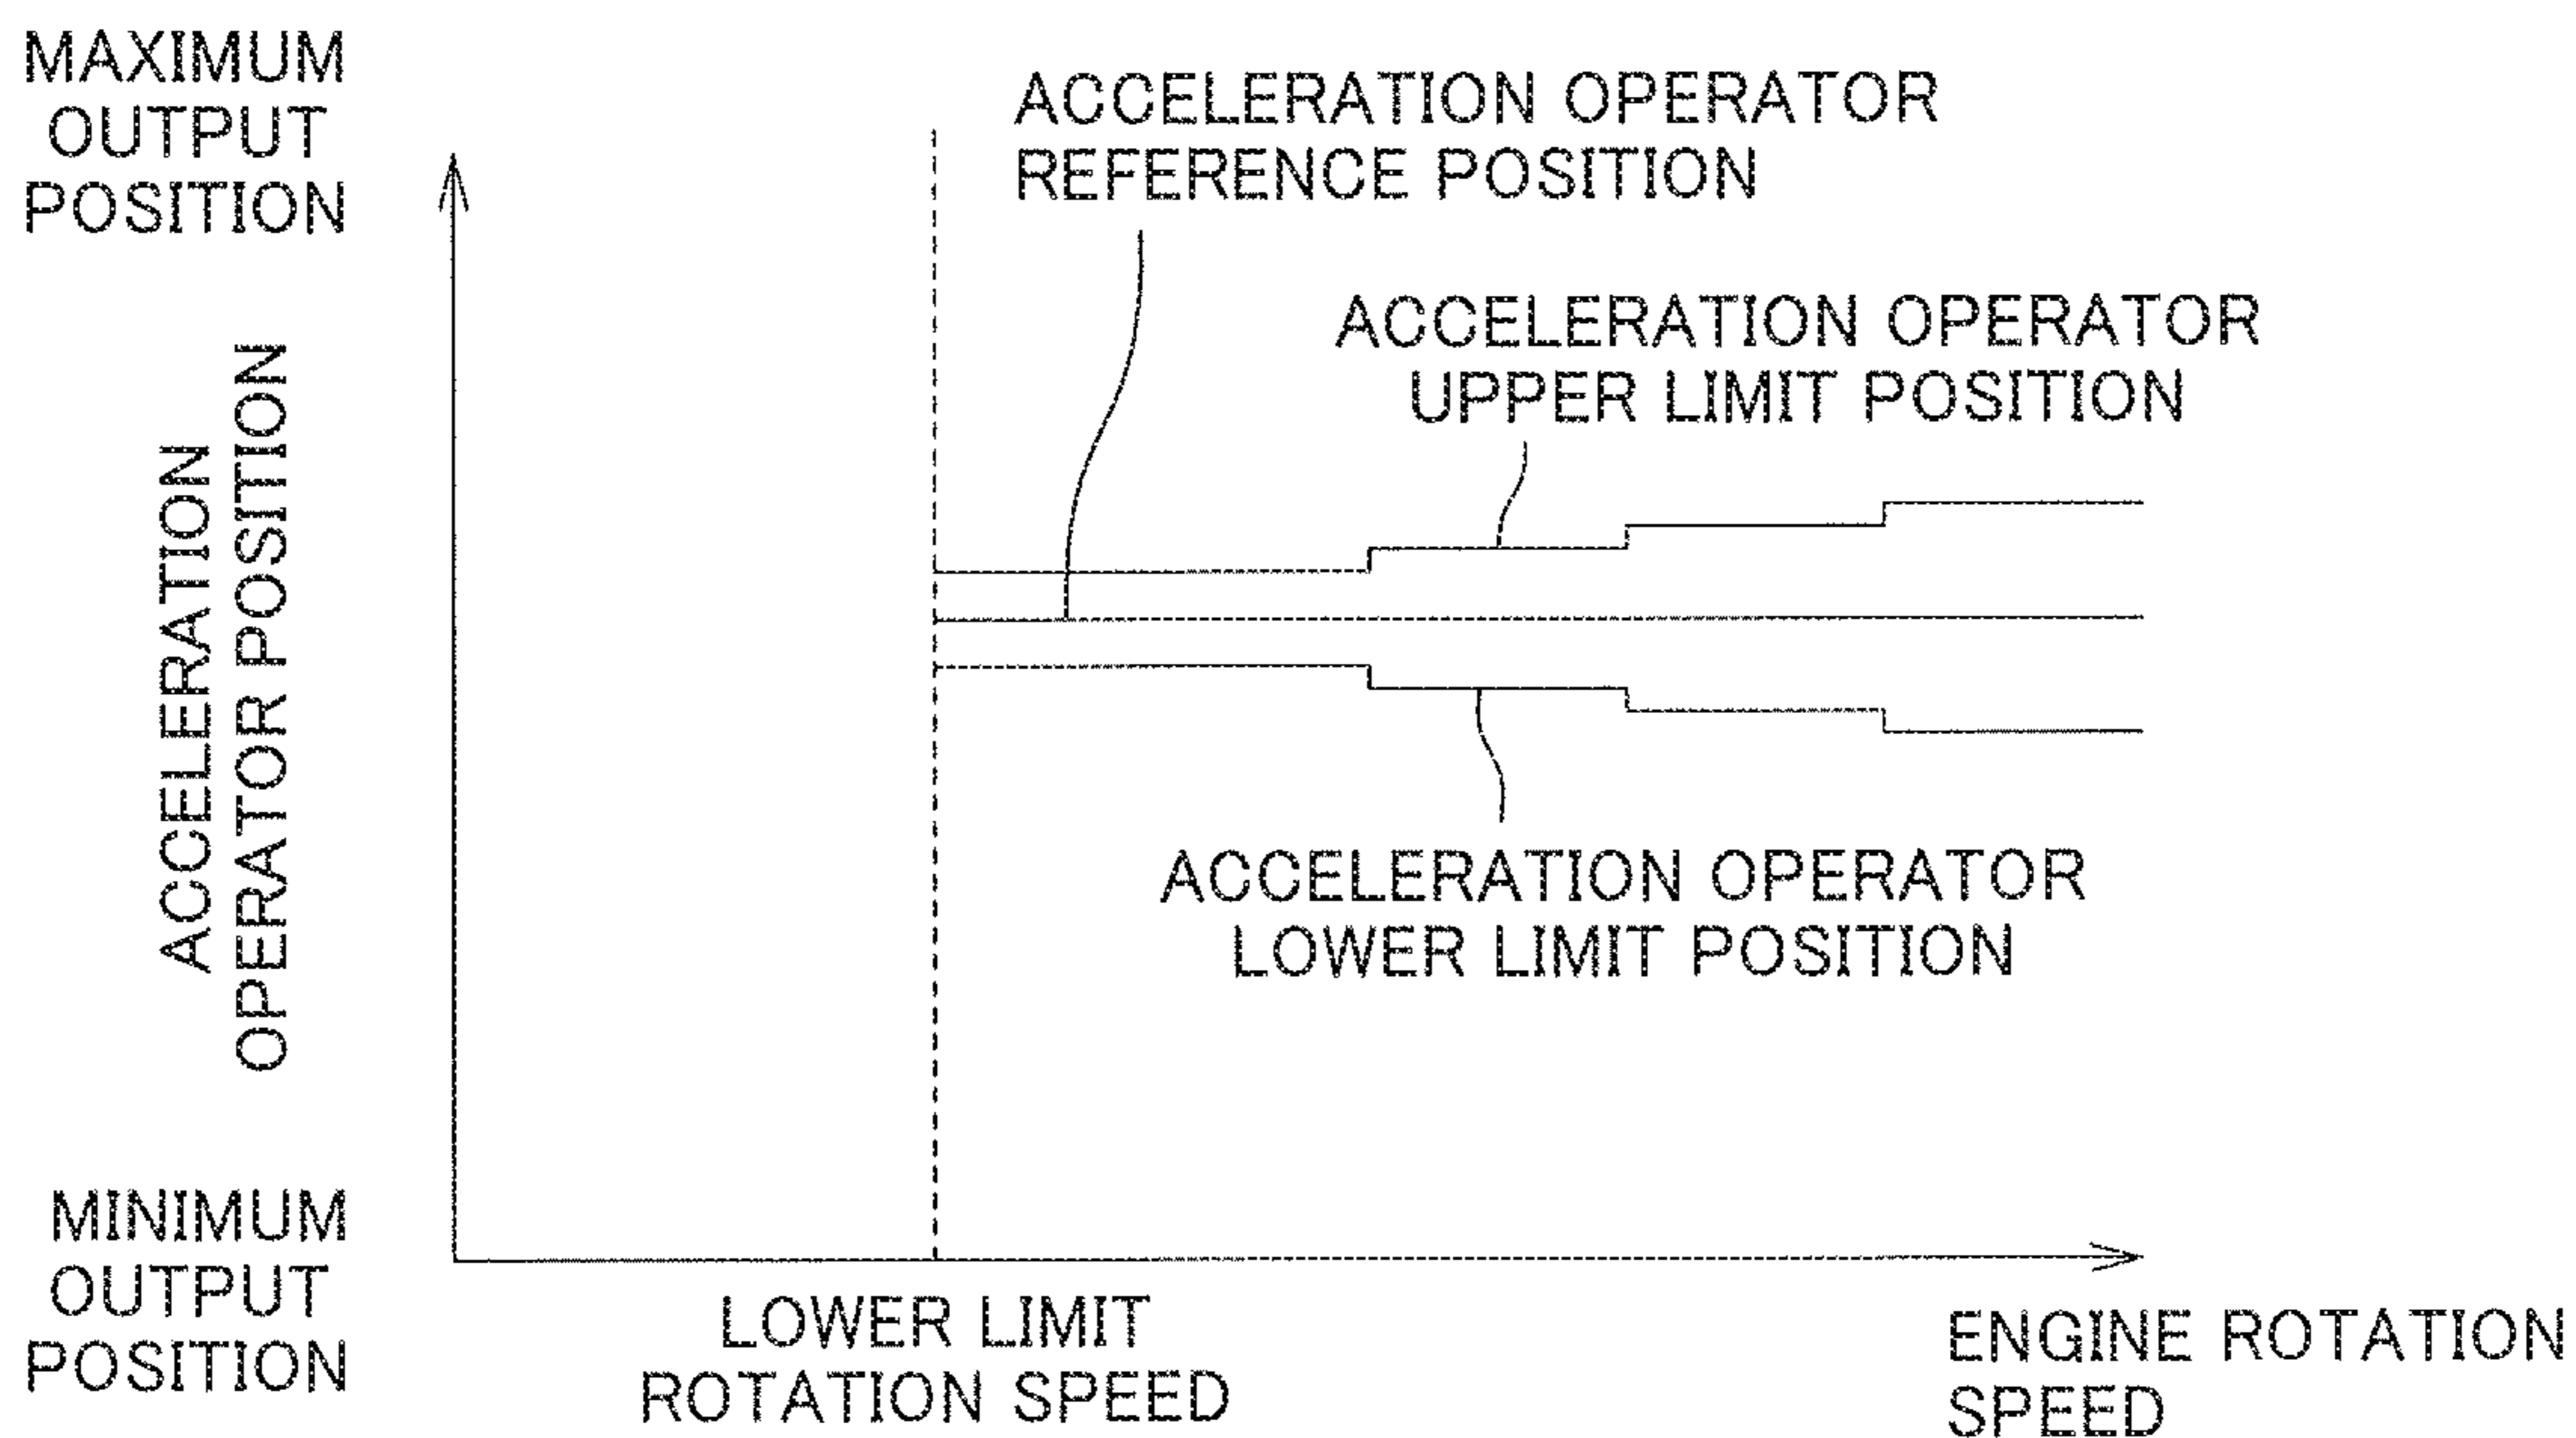 MAXIMUM
OUTPUT
POSITION
ACCELERATION OPERATOR
REFERENCE POSITION
ACCELERATION OPERATOR
UPPER LIMIT POSITION
ACCELERATION
OPERATOR POSITION
ACCELERATION OPERATOR
LOWER LIMIT POSITION
MINIMUM
OUTPUT
POSITION
LOWER LIMIT
ROTATION SPEED
ENGINE ROTATION
SPEED